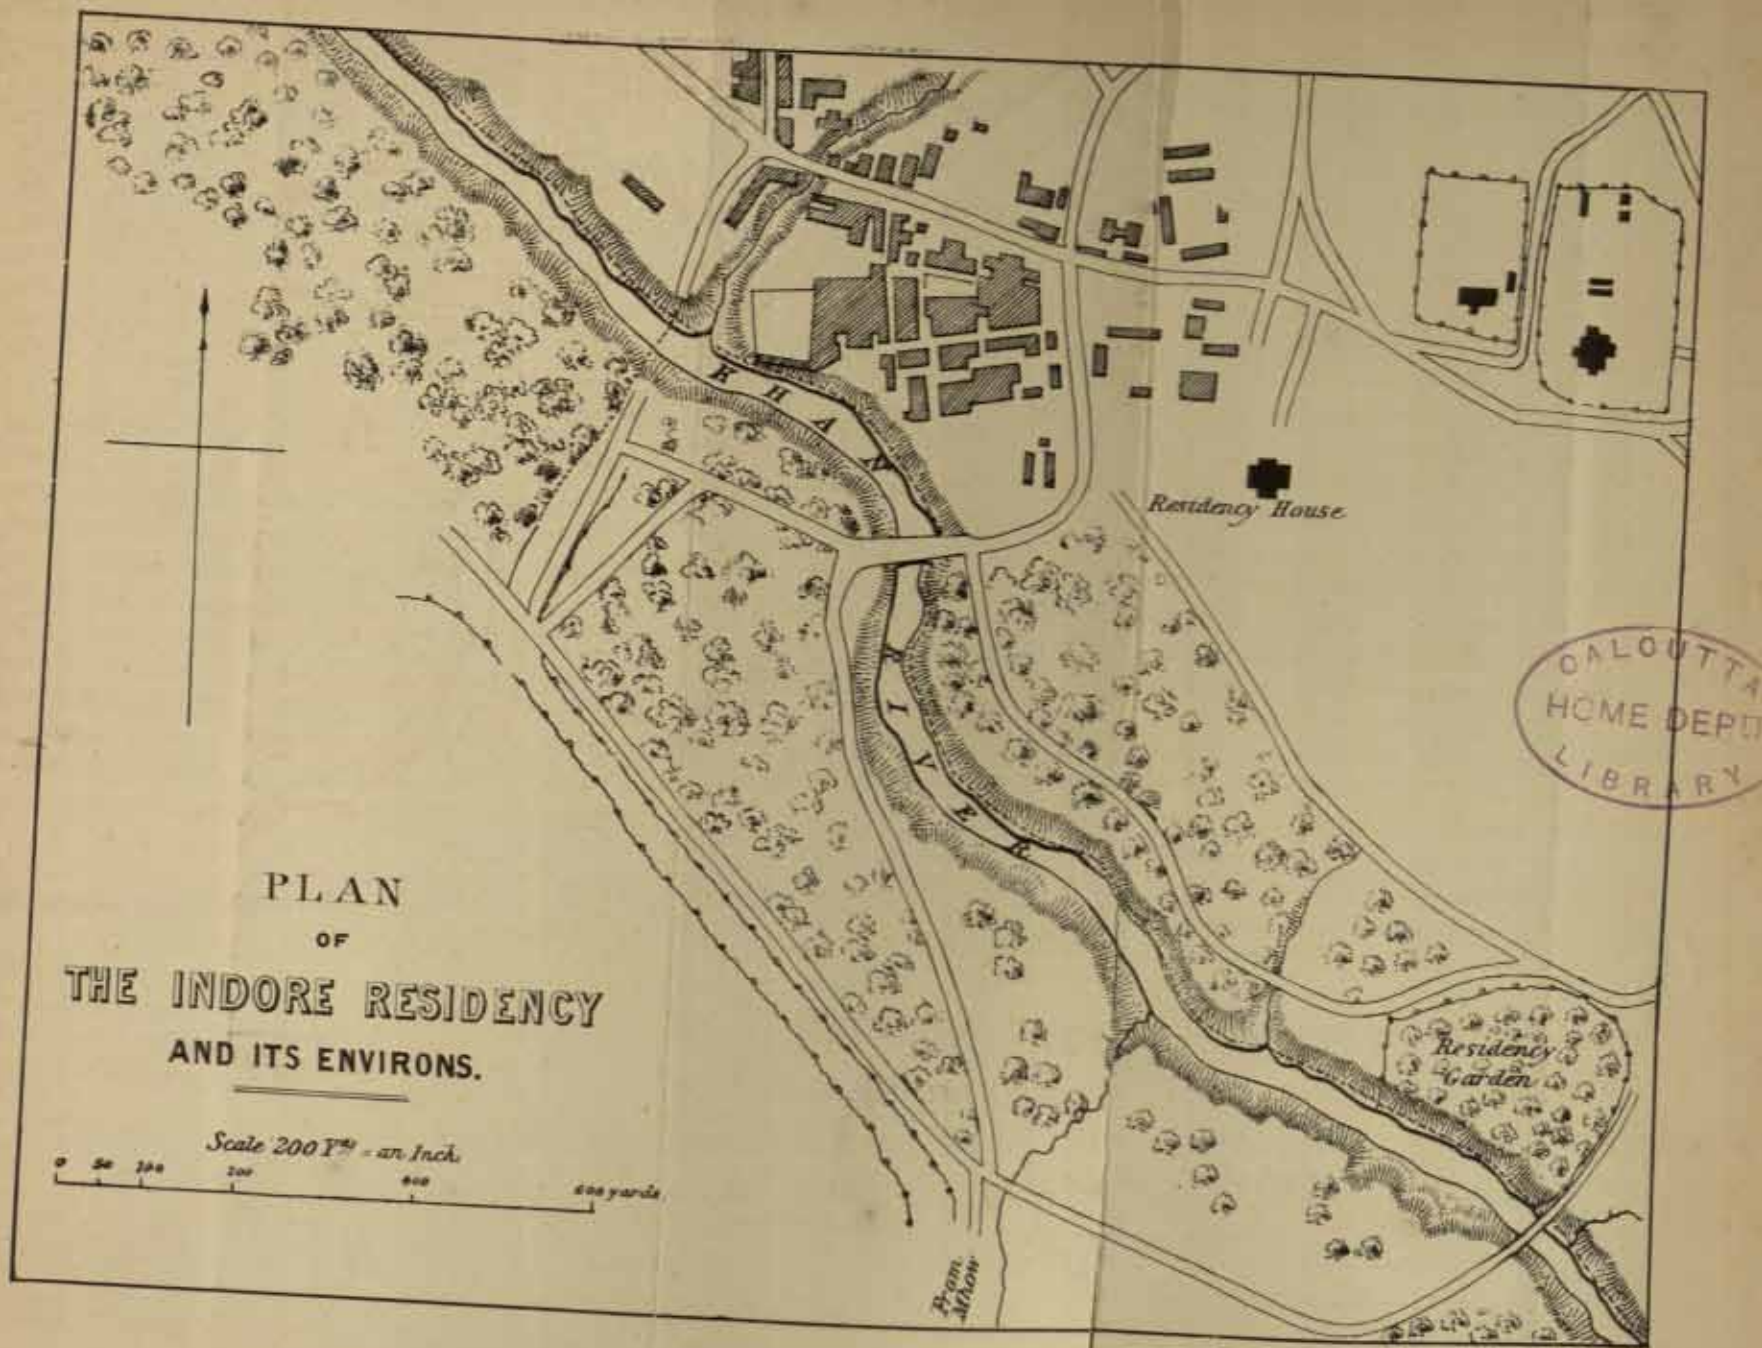 KHAN
RIVER
Residency House
Residency
Garden
From
Mhow
PLAN
OF
THE INDORE RESIDENCY
AND ITS ENVIRONS.
Scale 200 Yds = an Inch.
0 50 100 200 400 600 yards
CALCUTTA
HOME DEPT
LIBRARY